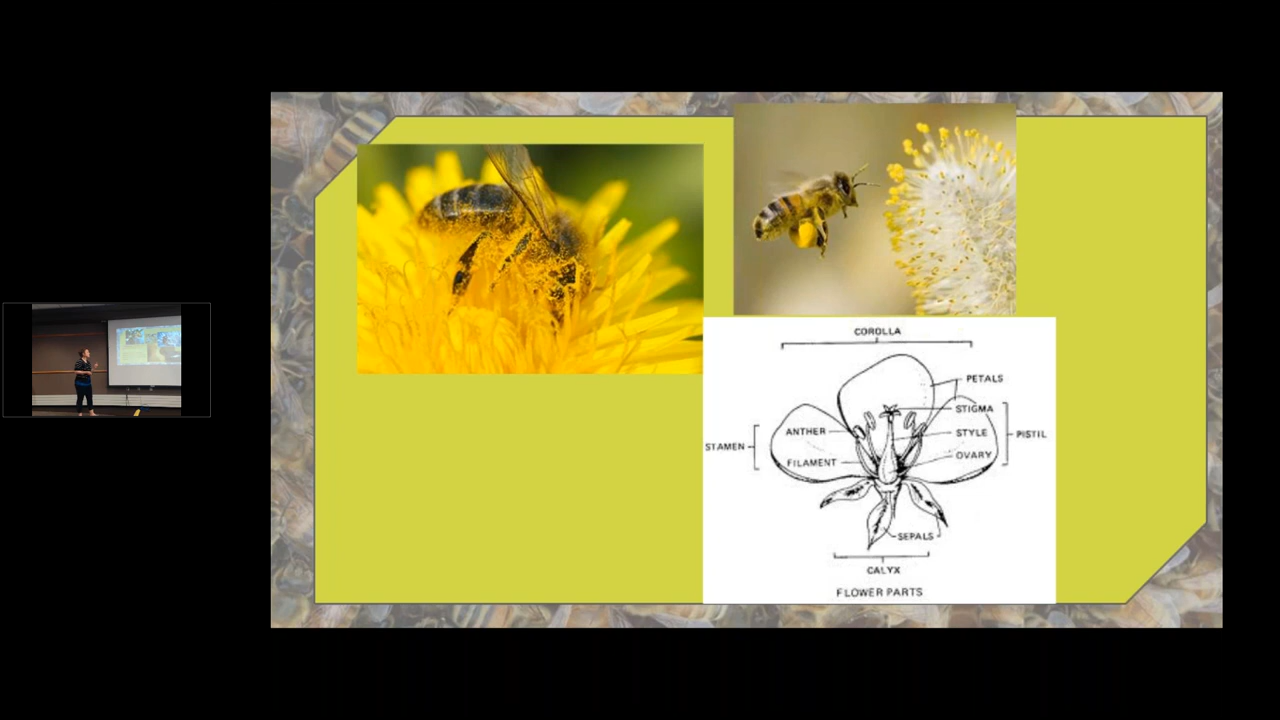 COROLLA
PETALS
STIGMA
ANTHER
STYLE
PISTIL
STAMEN
OVARY
FILAMENT
SEPALS
CALYX
FLOWER PARTS